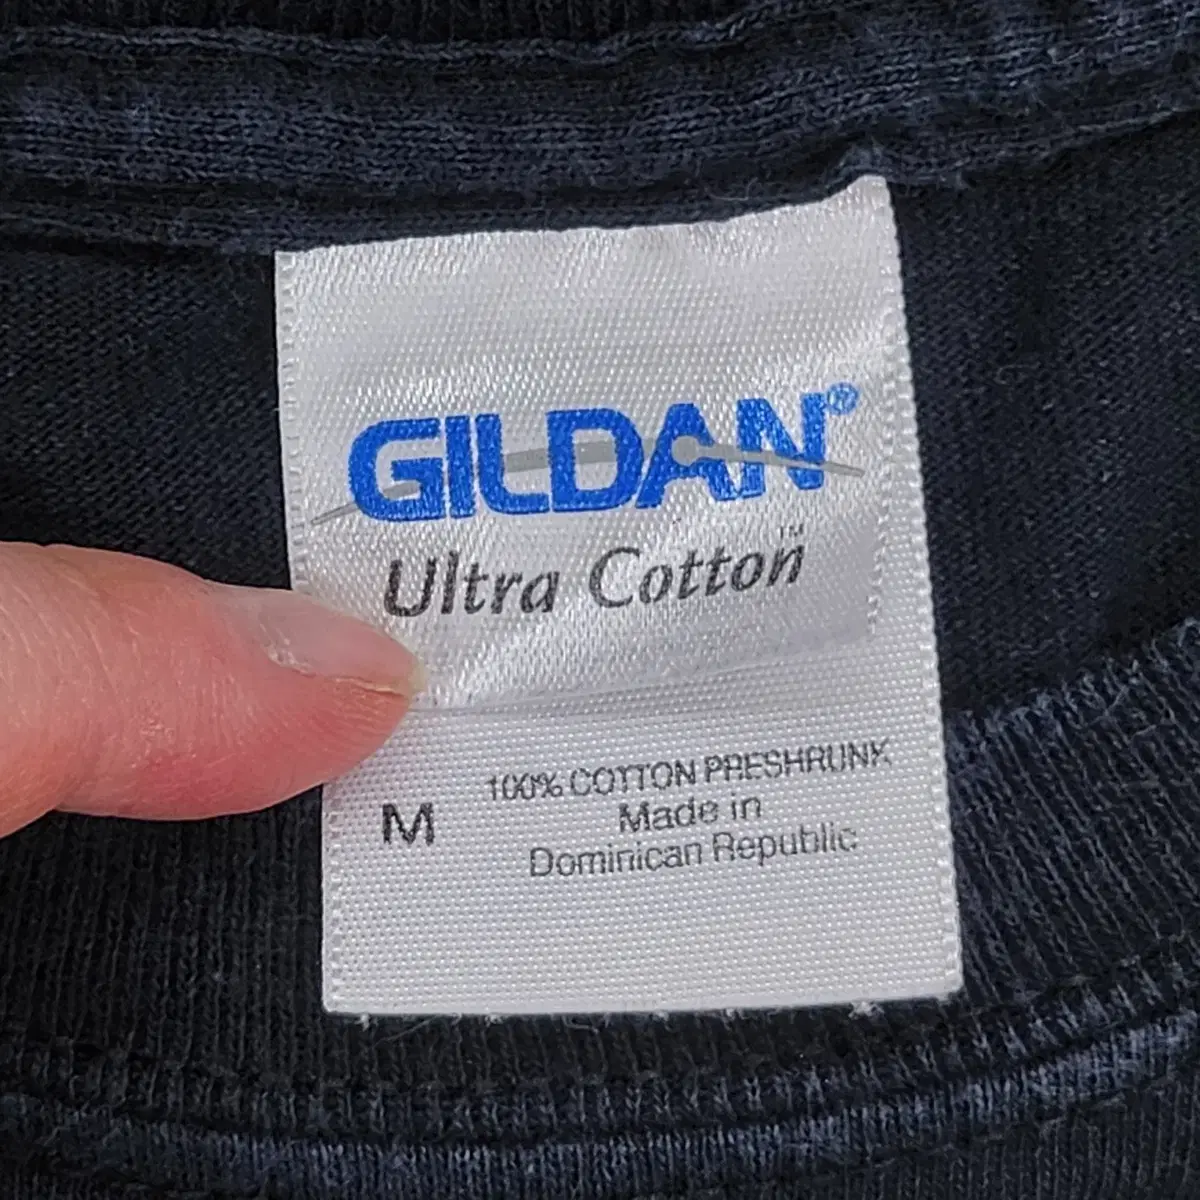 GILDAN®
Ultra Cotton™
M
100% COTTON PRESHRUNK
Made in
Dominican Republic